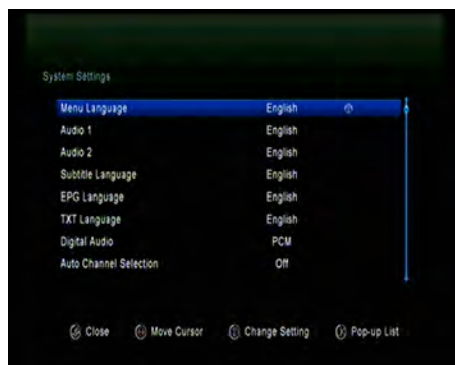 System Settings
Menu Language English
Audio 1 English
Audio 2 English
Subtitle Language English
EPG Language English
TXT Language English
Digital Audio PCM
Auto Channel Selection Off
Close Move Cursor Change Setting Pop-up List